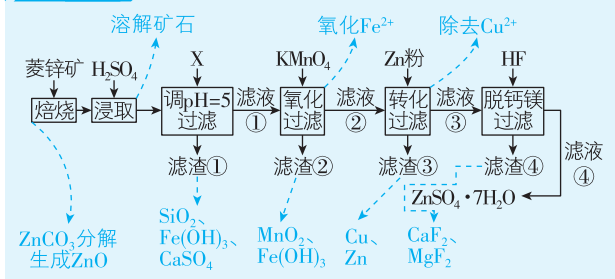 溶解矿石
氧化Fe²⁺
除去Cu²⁺
菱锌矿
H₂SO₄
X
KMnO₄
Zn粉
HF
焙烧
浸取
调pH=5
过滤
滤液
①
氧化
过滤
滤液
②
转化
过滤
滤液
③
脱钙镁
过滤
滤液
④
滤渣①
滤渣②
滤渣③
滤渣④
ZnSO₄·7H₂O
ZnCO₃分解
生成ZnO
SiO₂、
Fe(OH)₃、
CaSO₄
MnO₂、
Fe(OH)₃
Cu、
Zn
CaF₂、
MgF₂